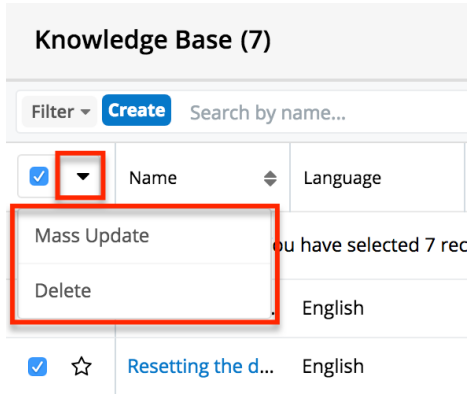 Knowledge Base (7)
Filter Create Search by name...
Name Language
Mass Update
ou have selected 7 rec
Delete
... English
Resetting the d... English